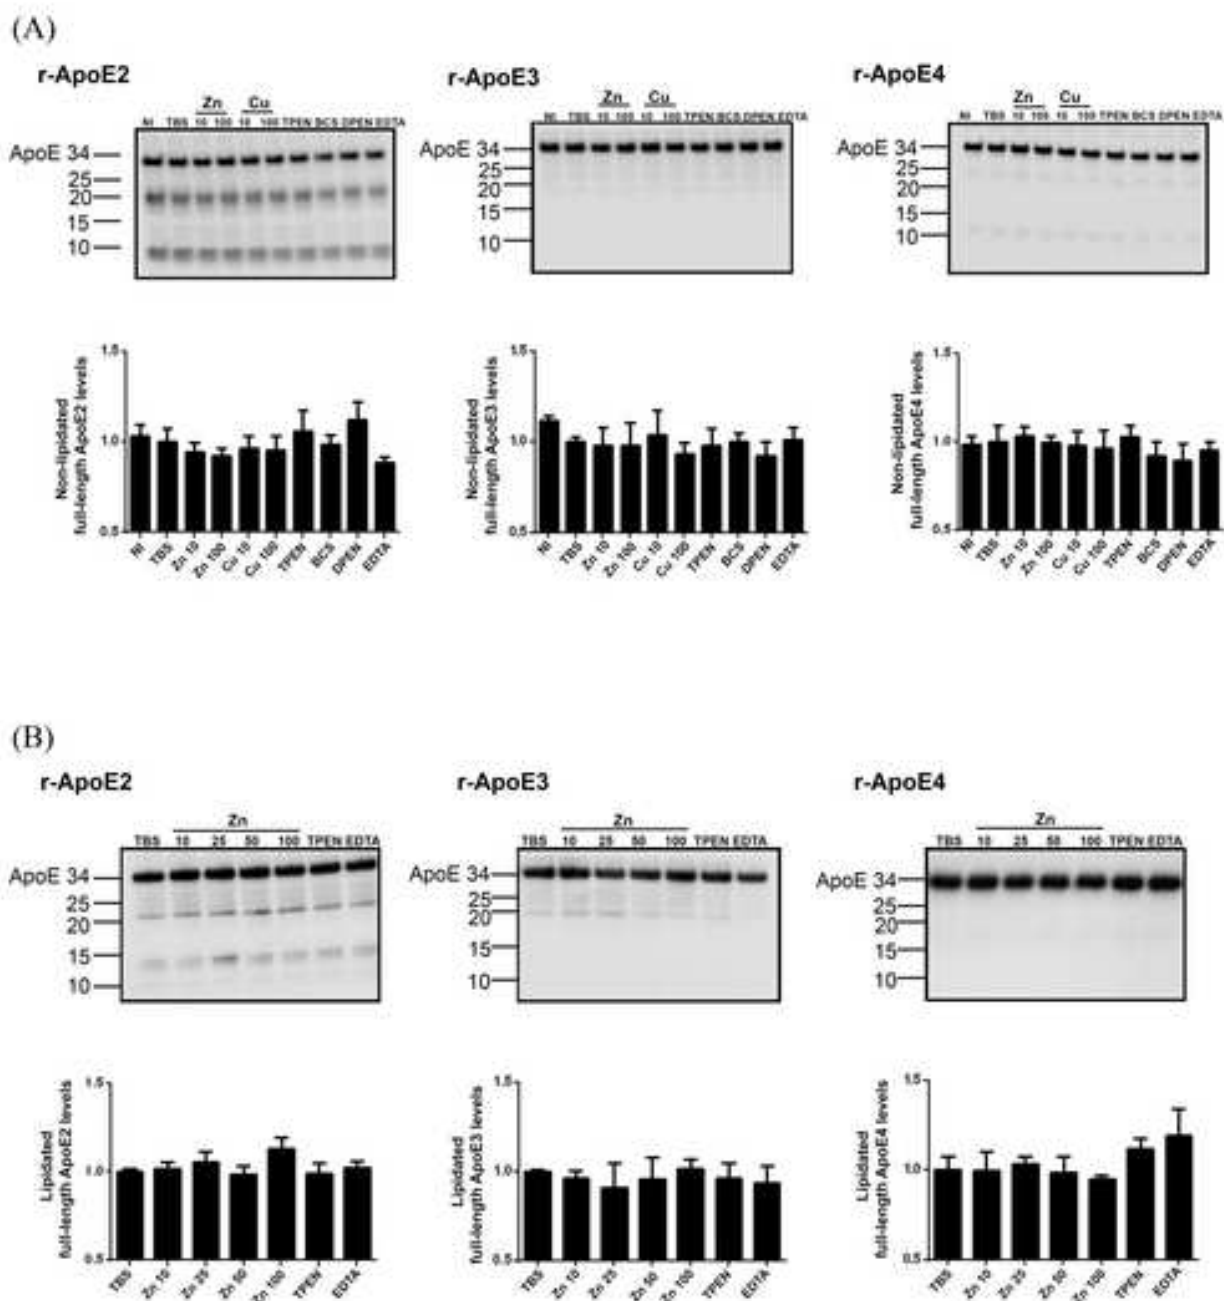 (A)
r-ApoE2
r-ApoE3
r-ApoE4
Zn Cu
NI TBS 10 100 10 100 TPEN BCS DPEN EDTA
ApoE 34
25
20
15
10
Zn Cu
NI TBS 10 100 10 100 TPEN BCS DPEN EDTA
ApoE 34
25
20
15
10
Zn Cu
NI TBS 10 100 10 100 TPEN BCS DPEN EDTA
ApoE 34
25
20
15
10
Non-lipidated
full-length ApoE2 levels
1.5
1.0
0.5
NI TBS Zn 10 Zn 100 Cu 10 Cu 100 TPEN BCS DPEN EDTA
Non-lipidated
full-length ApoE3 levels
1.5
1.0
0.5
NI TBS Zn 10 Zn 100 Cu 10 Cu 100 TPEN BCS DPEN EDTA
Non-lipidated
full-length ApoE4 levels
1.5
1.0
0.5
NI TBS Zn 10 Zn 100 Cu 10 Cu 100 TPEN BCS DPEN EDTA
(B)
r-ApoE2
r-ApoE3
r-ApoE4
Zn
TBS 10 25 50 100 TPEN EDTA
ApoE 34
25
20
15
10
Zn
TBS 10 25 50 100 TPEN EDTA
ApoE 34
25
20
15
10
Zn
TBS 10 25 50 100 TPEN EDTA
ApoE 34
25
20
15
10
Lipidated
full-length ApoE2 levels
1.5
1.0
0.5
TBS Zn 10 Zn 25 Zn 50 Zn 100 TPEN EDTA
Lipidated
full-length ApoE3 levels
1.5
1.0
0.5
TBS Zn 10 Zn 25 Zn 50 Zn 100 TPEN EDTA
Lipidated
full-length ApoE4 levels
1.5
1.0
0.5
TBS Zn 10 Zn 25 Zn 50 Zn 100 TPEN EDTA